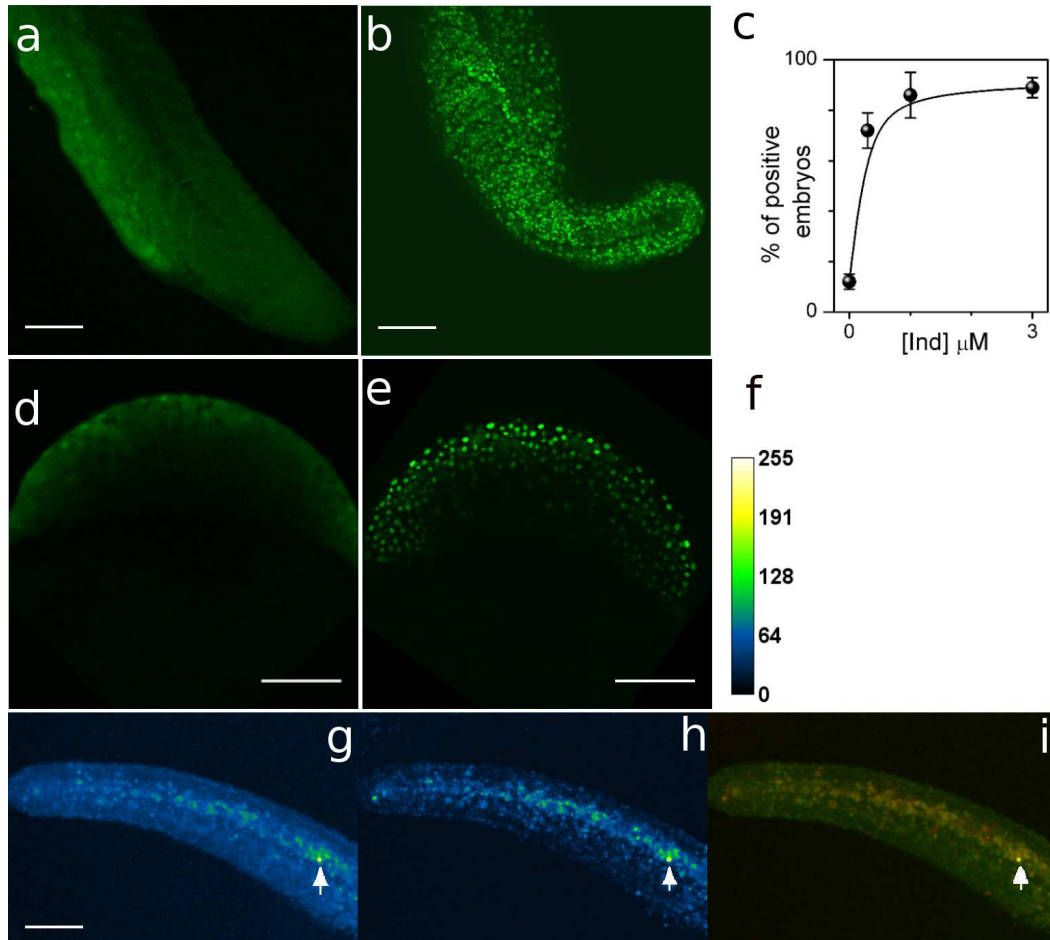 a
b
c
100
% of positive
embryos
0
0
3
[Ind] μM
d
e
f
255
191
128
64
0
g
h
i